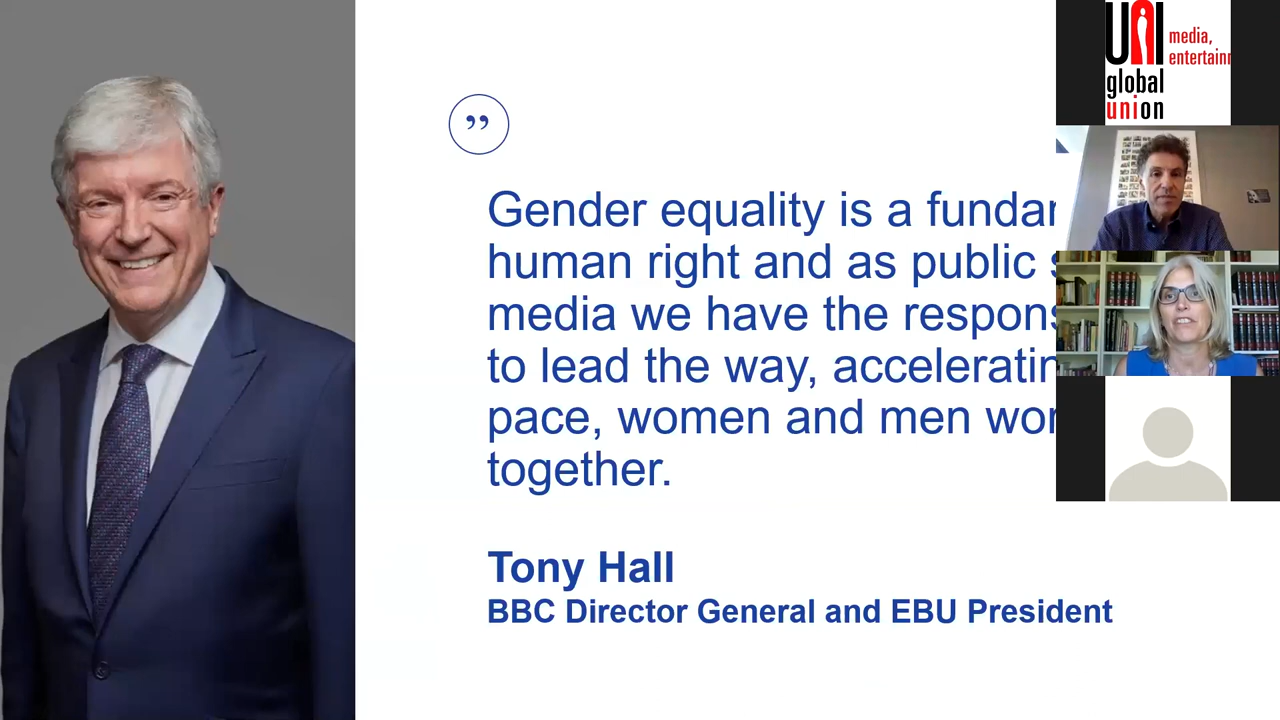 ”
Gender equality is a fundar
human right and as public
media we have the respons
to lead the way, acceleratin
pace, women and men wor
together.
Tony Hall
BBC Director General and EBU President
UNI
media,
entertainm
global
union